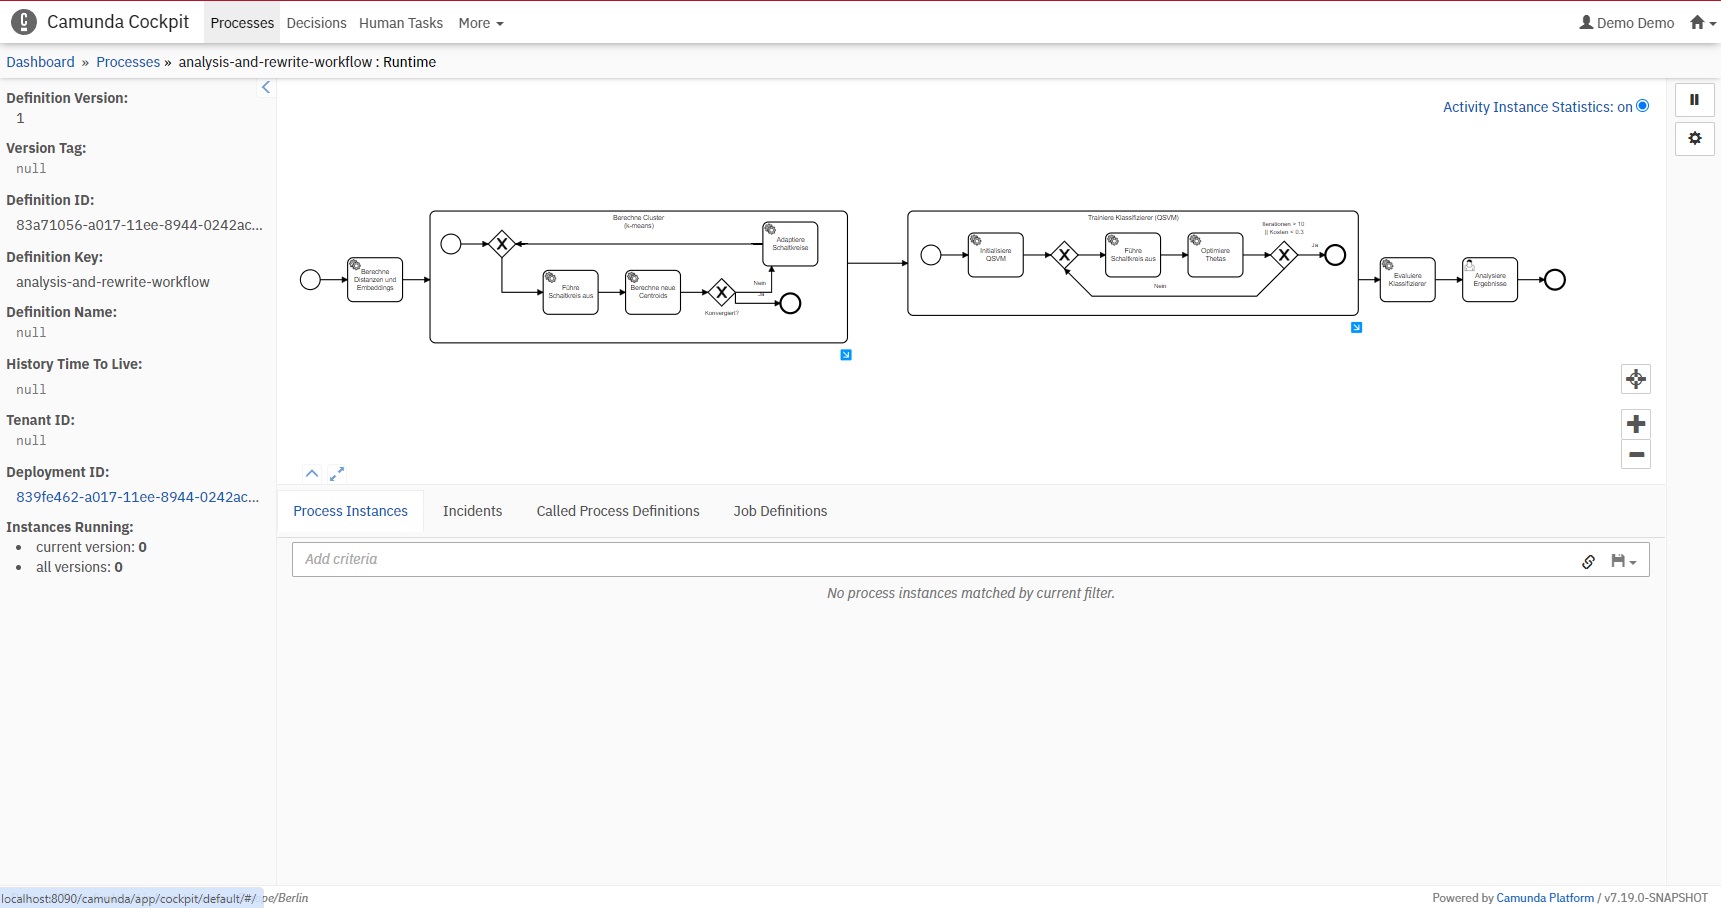 Camunda Cockpit
Processes
Decisions
Human Tasks
More
Demo Demo
Dashboard » Processes » analysis-and-rewrite-workflow : Runtime
Definition Version:
1
Version Tag:
null
Definition ID:
83a71056-a017-11ee-8944-0242ac...
Definition Key:
analysis-and-rewrite-workflow
Definition Name:
null
History Time To Live:
null
Tenant ID:
null
Deployment ID:
839fe462-a017-11ee-8944-0242ac...
Instances Running:
current version: 0
all versions: 0
Activity Instance Statistics: on
Berechne
Distanzen und
Embeddings
Berechne Cluster
(k-means)
Adaptiere
Schaltkreise
Führe
Schaltkreis aus
Berechne neue
Centroids
Konvergiert?
Nein
Ja
Trainiere Klassifizierer (QSVM)
Initialisiere
QSVM
Führe
Schaltkreis aus
Optimiere
Thetas
Iterationen > 10
|| Kosten < 0.3
Ja
Nein
Evaluiere
Klassifizierer
Analysiere
Ergebnisse
Process Instances
Incidents
Called Process Definitions
Job Definitions
Add criteria
No process instances matched by current filter.
localhost:8090/camunda/app/cockpit/default/#/
pe/Berlin
Powered by Camunda Platform / v7.19.0-SNAPSHOT